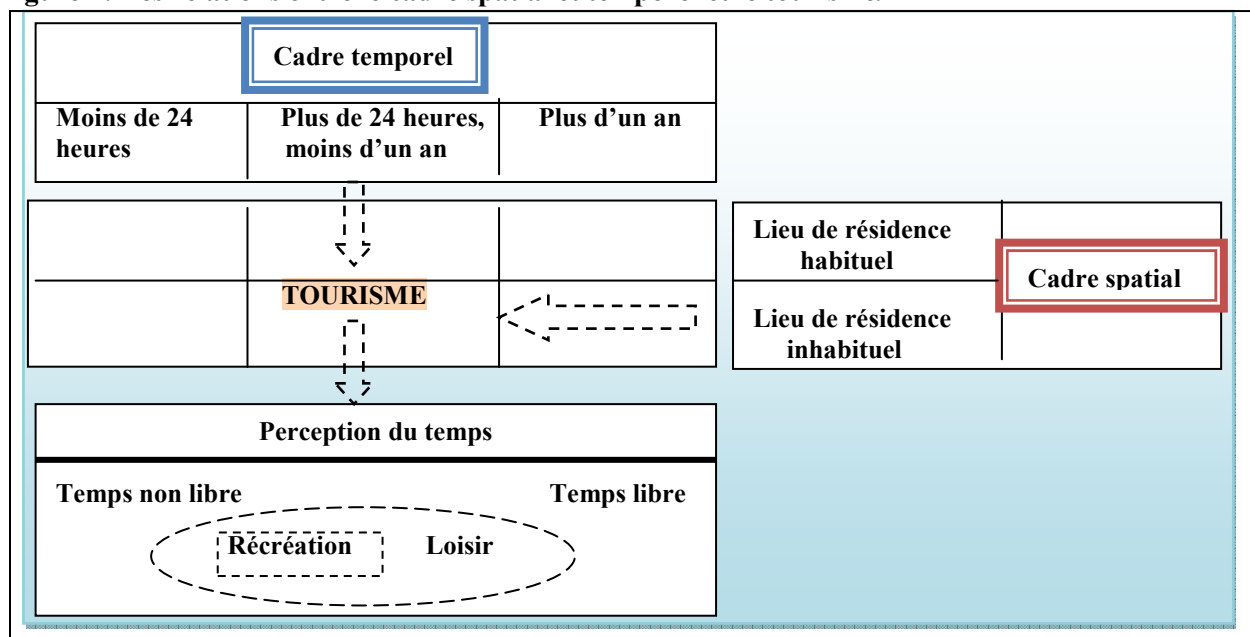 Cadre temporel
Moins de 24
heures
Plus de 24 heures,
moins d'un an
Plus d'un an
Lieu de résidence
habituel
Cadre spatial
TOURISME
Lieu de résidence
inhabituel
Perception du temps
Temps non libre
Temps libre
Récréation
Loisir